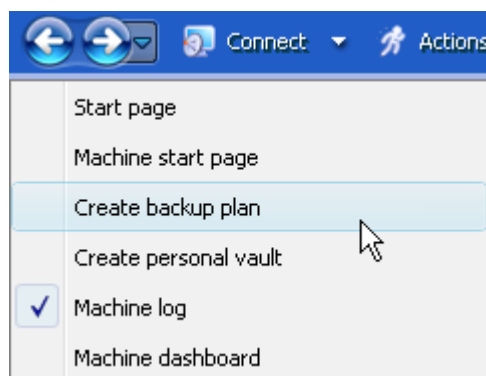 Connect Actions
Start page
Machine start page
Create backup plan
Create personal vault
Machine log
Machine dashboard